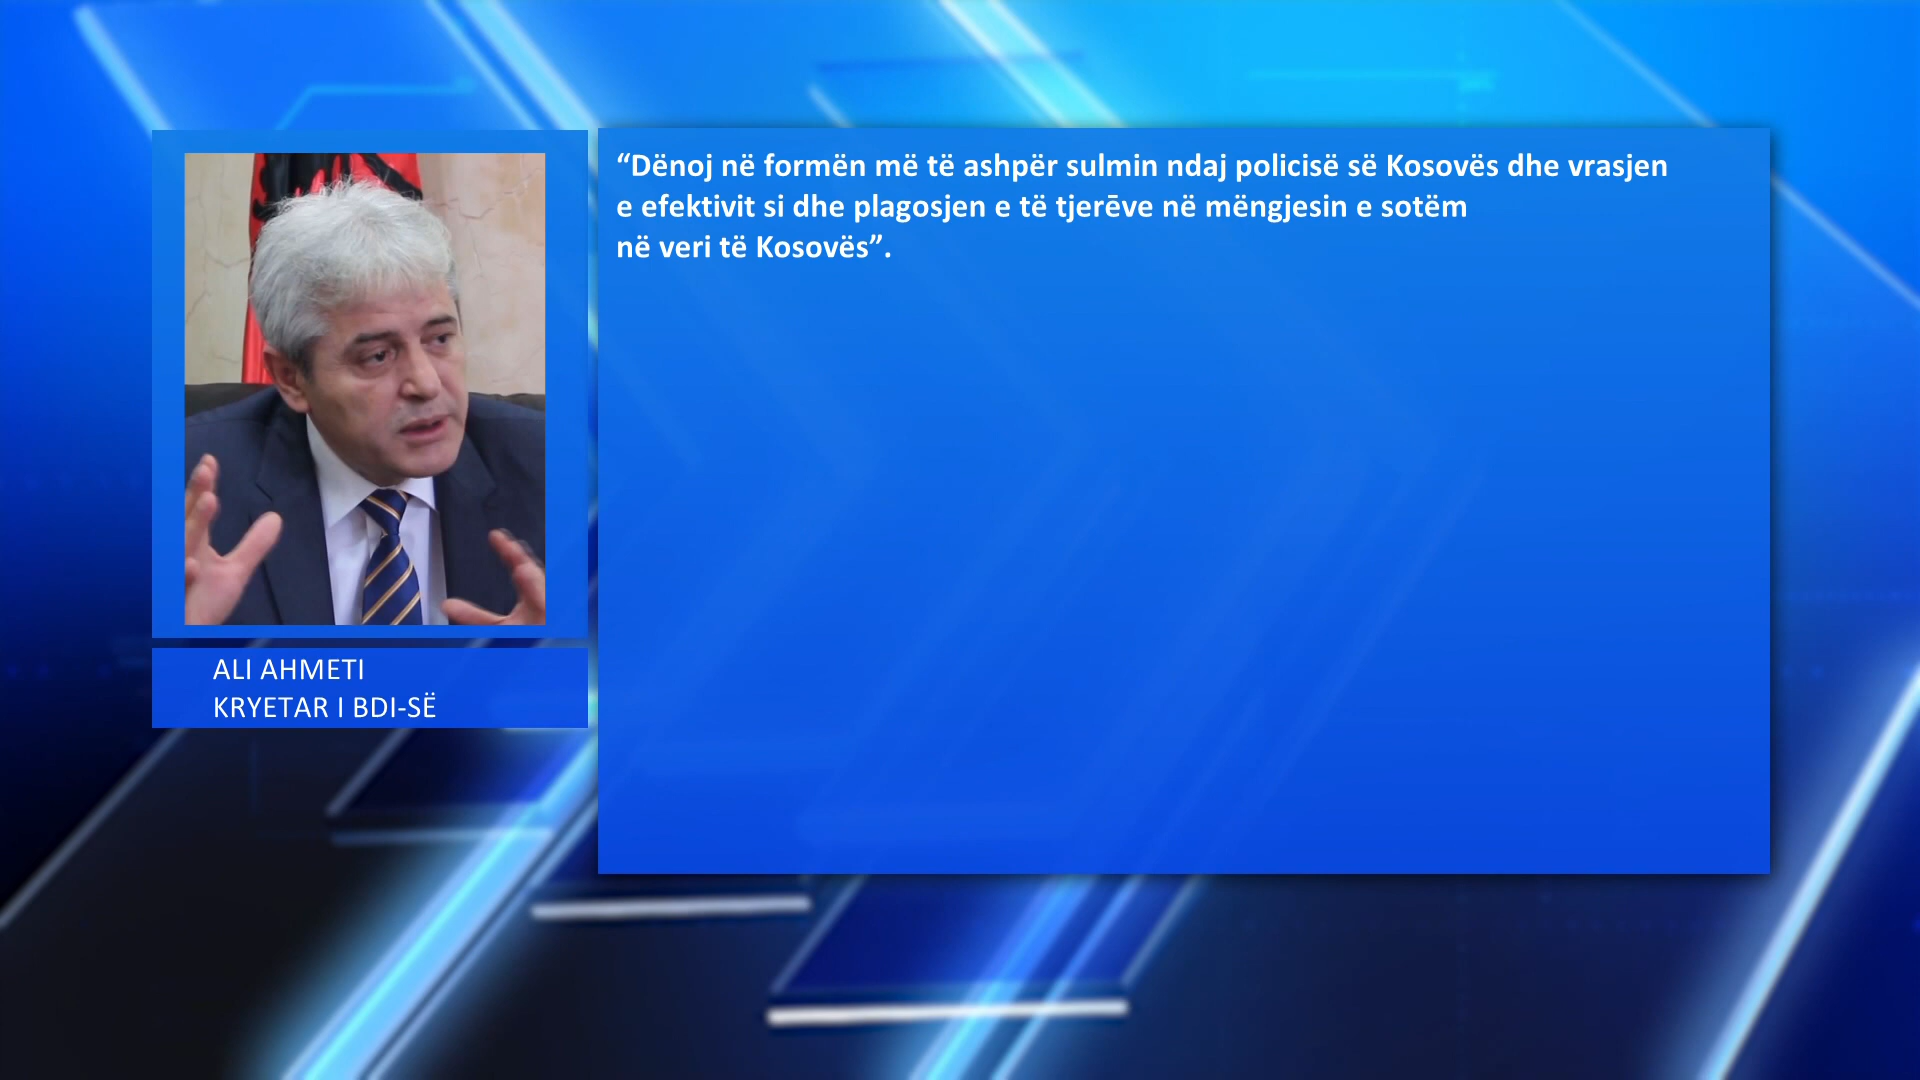 “Dënoj në formën më të ashpër sulmin ndaj policisë së Kosovës dhe vrasjen
e efektivit si dhe plagosjen e të tjerēve në mëngjesin e sotëm
në veri të Kosovës”.
ALI AHMETI
KRYETAR I BDI-SË